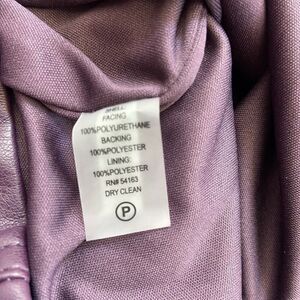 SHELL:
FACING
100%POLYURETHANE
BACKING
100%POLYESTER
LINING:
100%POLYESTER
RN# 54163
DRY CLEAN
P